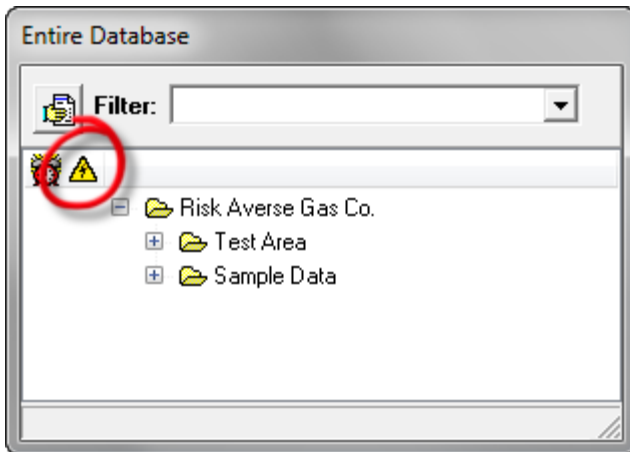 Entire Database
Filter:
Risk Averse Gas Co.
Test Area
Sample Data